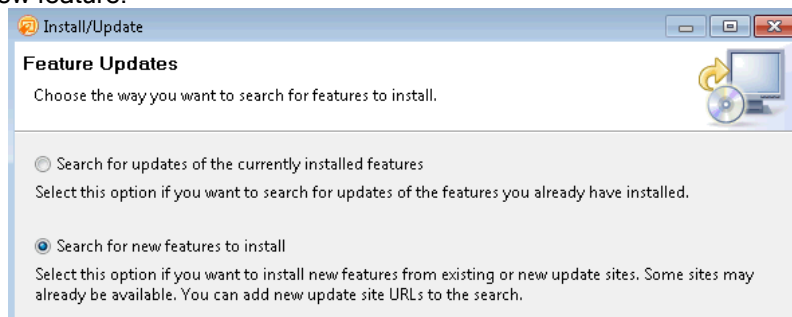 new feature.
Install/Update
Feature Updates
Choose the way you want to search for features to install.
Search for updates of the currently installed features
Select this option if you want to search for updates of the features you already have installed.
Search for new features to install
Select this option if you want to install new features from existing or new update sites. Some sites may
already be available. You can add new update site URLs to the search.